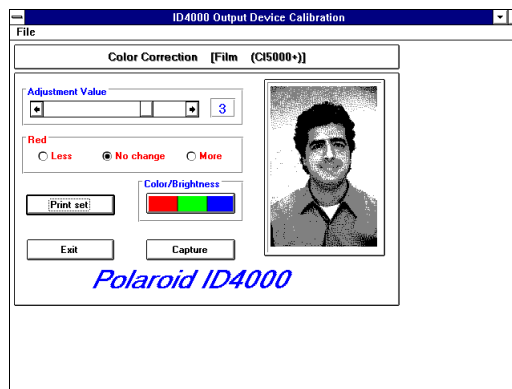 ID4000 Output Device Calibration
File
Color Correction [Film (CI5000+)]
Adjustment Value
3
Red
Less No change More
Color/Brightness
Print set
Exit Capture
Polaroid ID4000